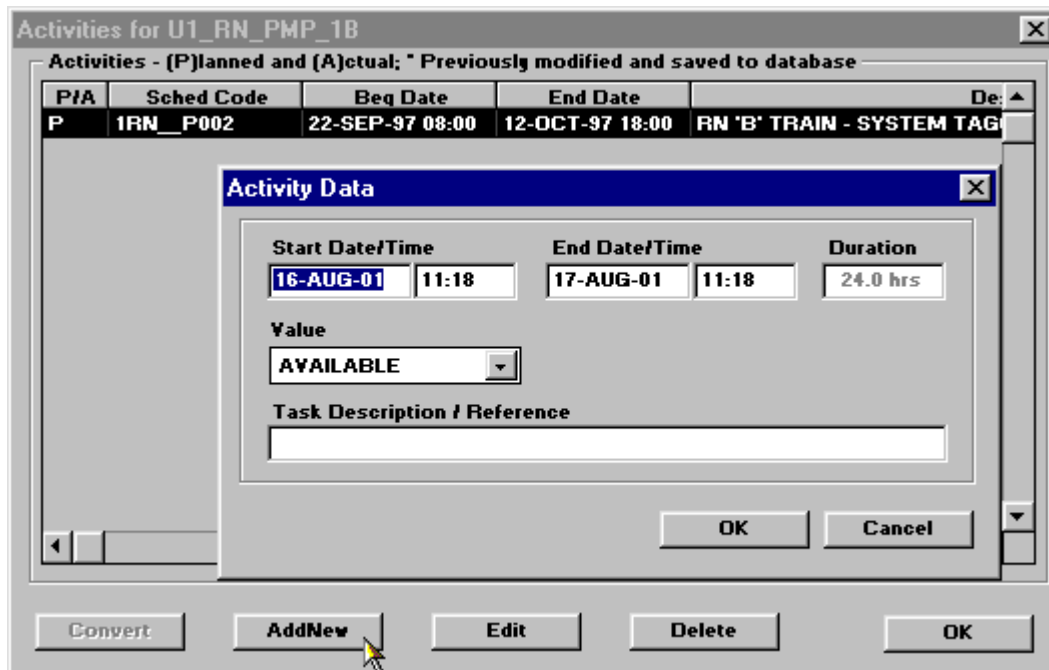 Activities for U1_RN_PMP_1B
Activities - (P)lanned and (A)ctual; * Previously modified and saved to database
P/A Sched Code Beg Date End Date De
P 1RN__P002 22-SEP-97 08:00 12-OCT-97 18:00 RN 'B' TRAIN - SYSTEM TAG
Activity Data
Start Date/Time End Date/Time Duration
16-AUG-01 11:18 17-AUG-01 11:18 24.0 hrs
Value
AVAILABLE
Task Description / Reference
OK Cancel
Convert AddNew Edit Delete OK